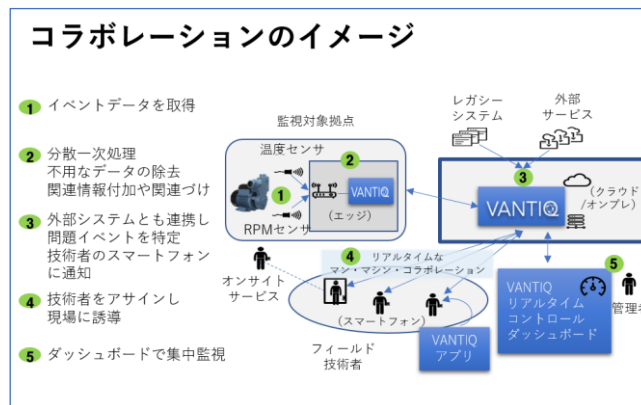 コラボレーションのイメージ
1 イベントデータを取得
2 分散一次処理
不用なデータの除去
関連情報付加や関連づけ
3 外部システムとも連携し
問題イベントを特定
技術者のスマートフォン
に通知
4 技術者をアサインし
現場に誘導
5 ダッシュボードで集中監視
監視対象拠点
温度センサ
1
2
VANTIQ
(エッジ)
RPMセンサ
レガシー
システム
外部
サービス
3
VANTIQ
(クラウド
/オンプレ)
4 リアルタイムな
マン・マシン・コラボレーション
オンサイト
サービス
(スマートフォン)
フィールド
技術者
VANTIQ
アプリ
5
VANTIQ
リアルタイム
コントロール
ダッシュボード
管理者